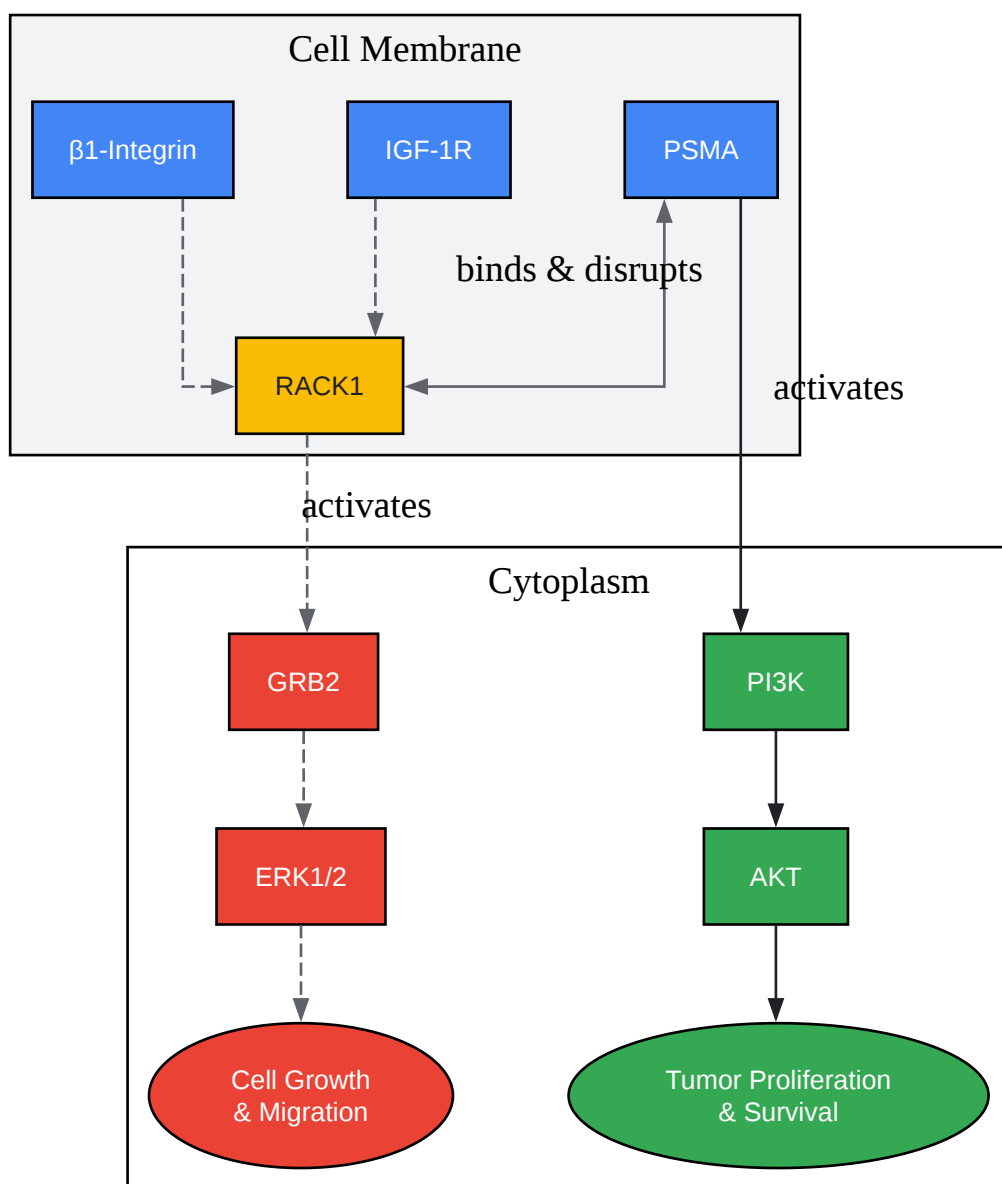 Cell Membrane
β1-Integrin
IGF-1R
PSMA
binds & disrupts
RACK1
activates
activates
Cytoplasm
GRB2
PI3K
ERK1/2
AKT
Cell Growth
& Migration
Tumor Proliferation
& Survival